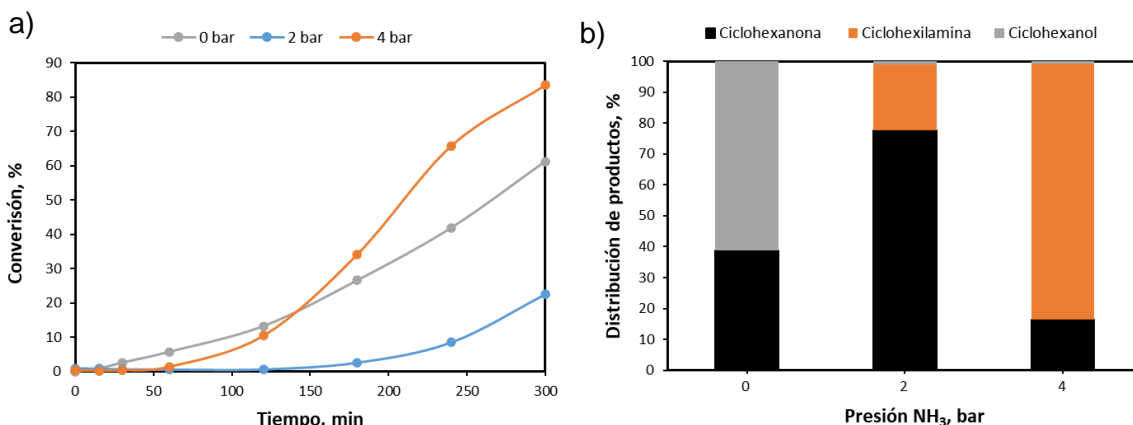 a)
0 bar 2 bar 4 bar
Converisón, %
90
80
70
60
50
40
30
20
10
0
0 50 100 150 200 250 300
Tiempo, min
b)
Ciclohexanona Ciclohexilamina Ciclohexanol
Distribución de productos, %
100
90
80
70
60
50
40
30
20
10
0
0 2 4
Presión NH₃, bar